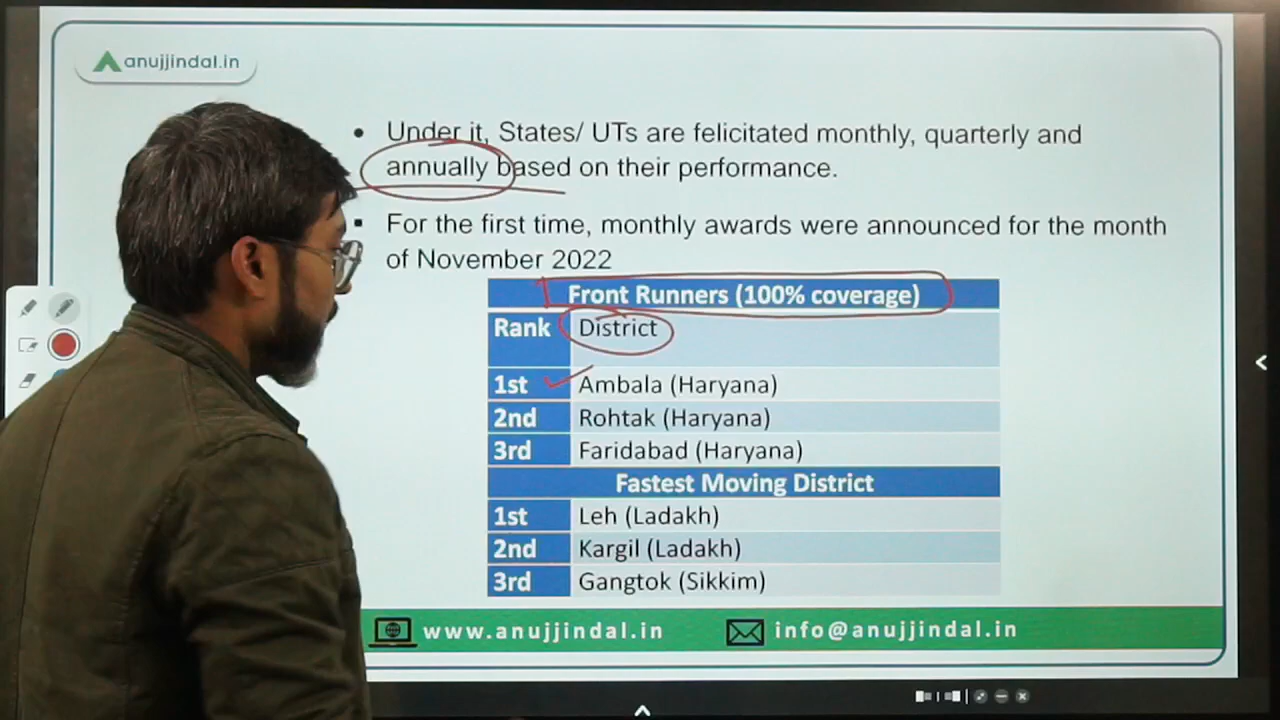 anujjindal.in
• Under it, States/ UTs are felicitated monthly, quarterly and
annually based on their performance.
▪ For the first time, monthly awards were announced for the month
of November 2022
Front Runners (100% coverage)
Rank District
1st Ambala (Haryana)
2nd Rohtak (Haryana)
3rd Faridabad (Haryana)
Fastest Moving District
1st Leh (Ladakh)
2nd Kargil (Ladakh)
3rd Gangtok (Sikkim)
www.anujjindal.in info@anujjindal.in